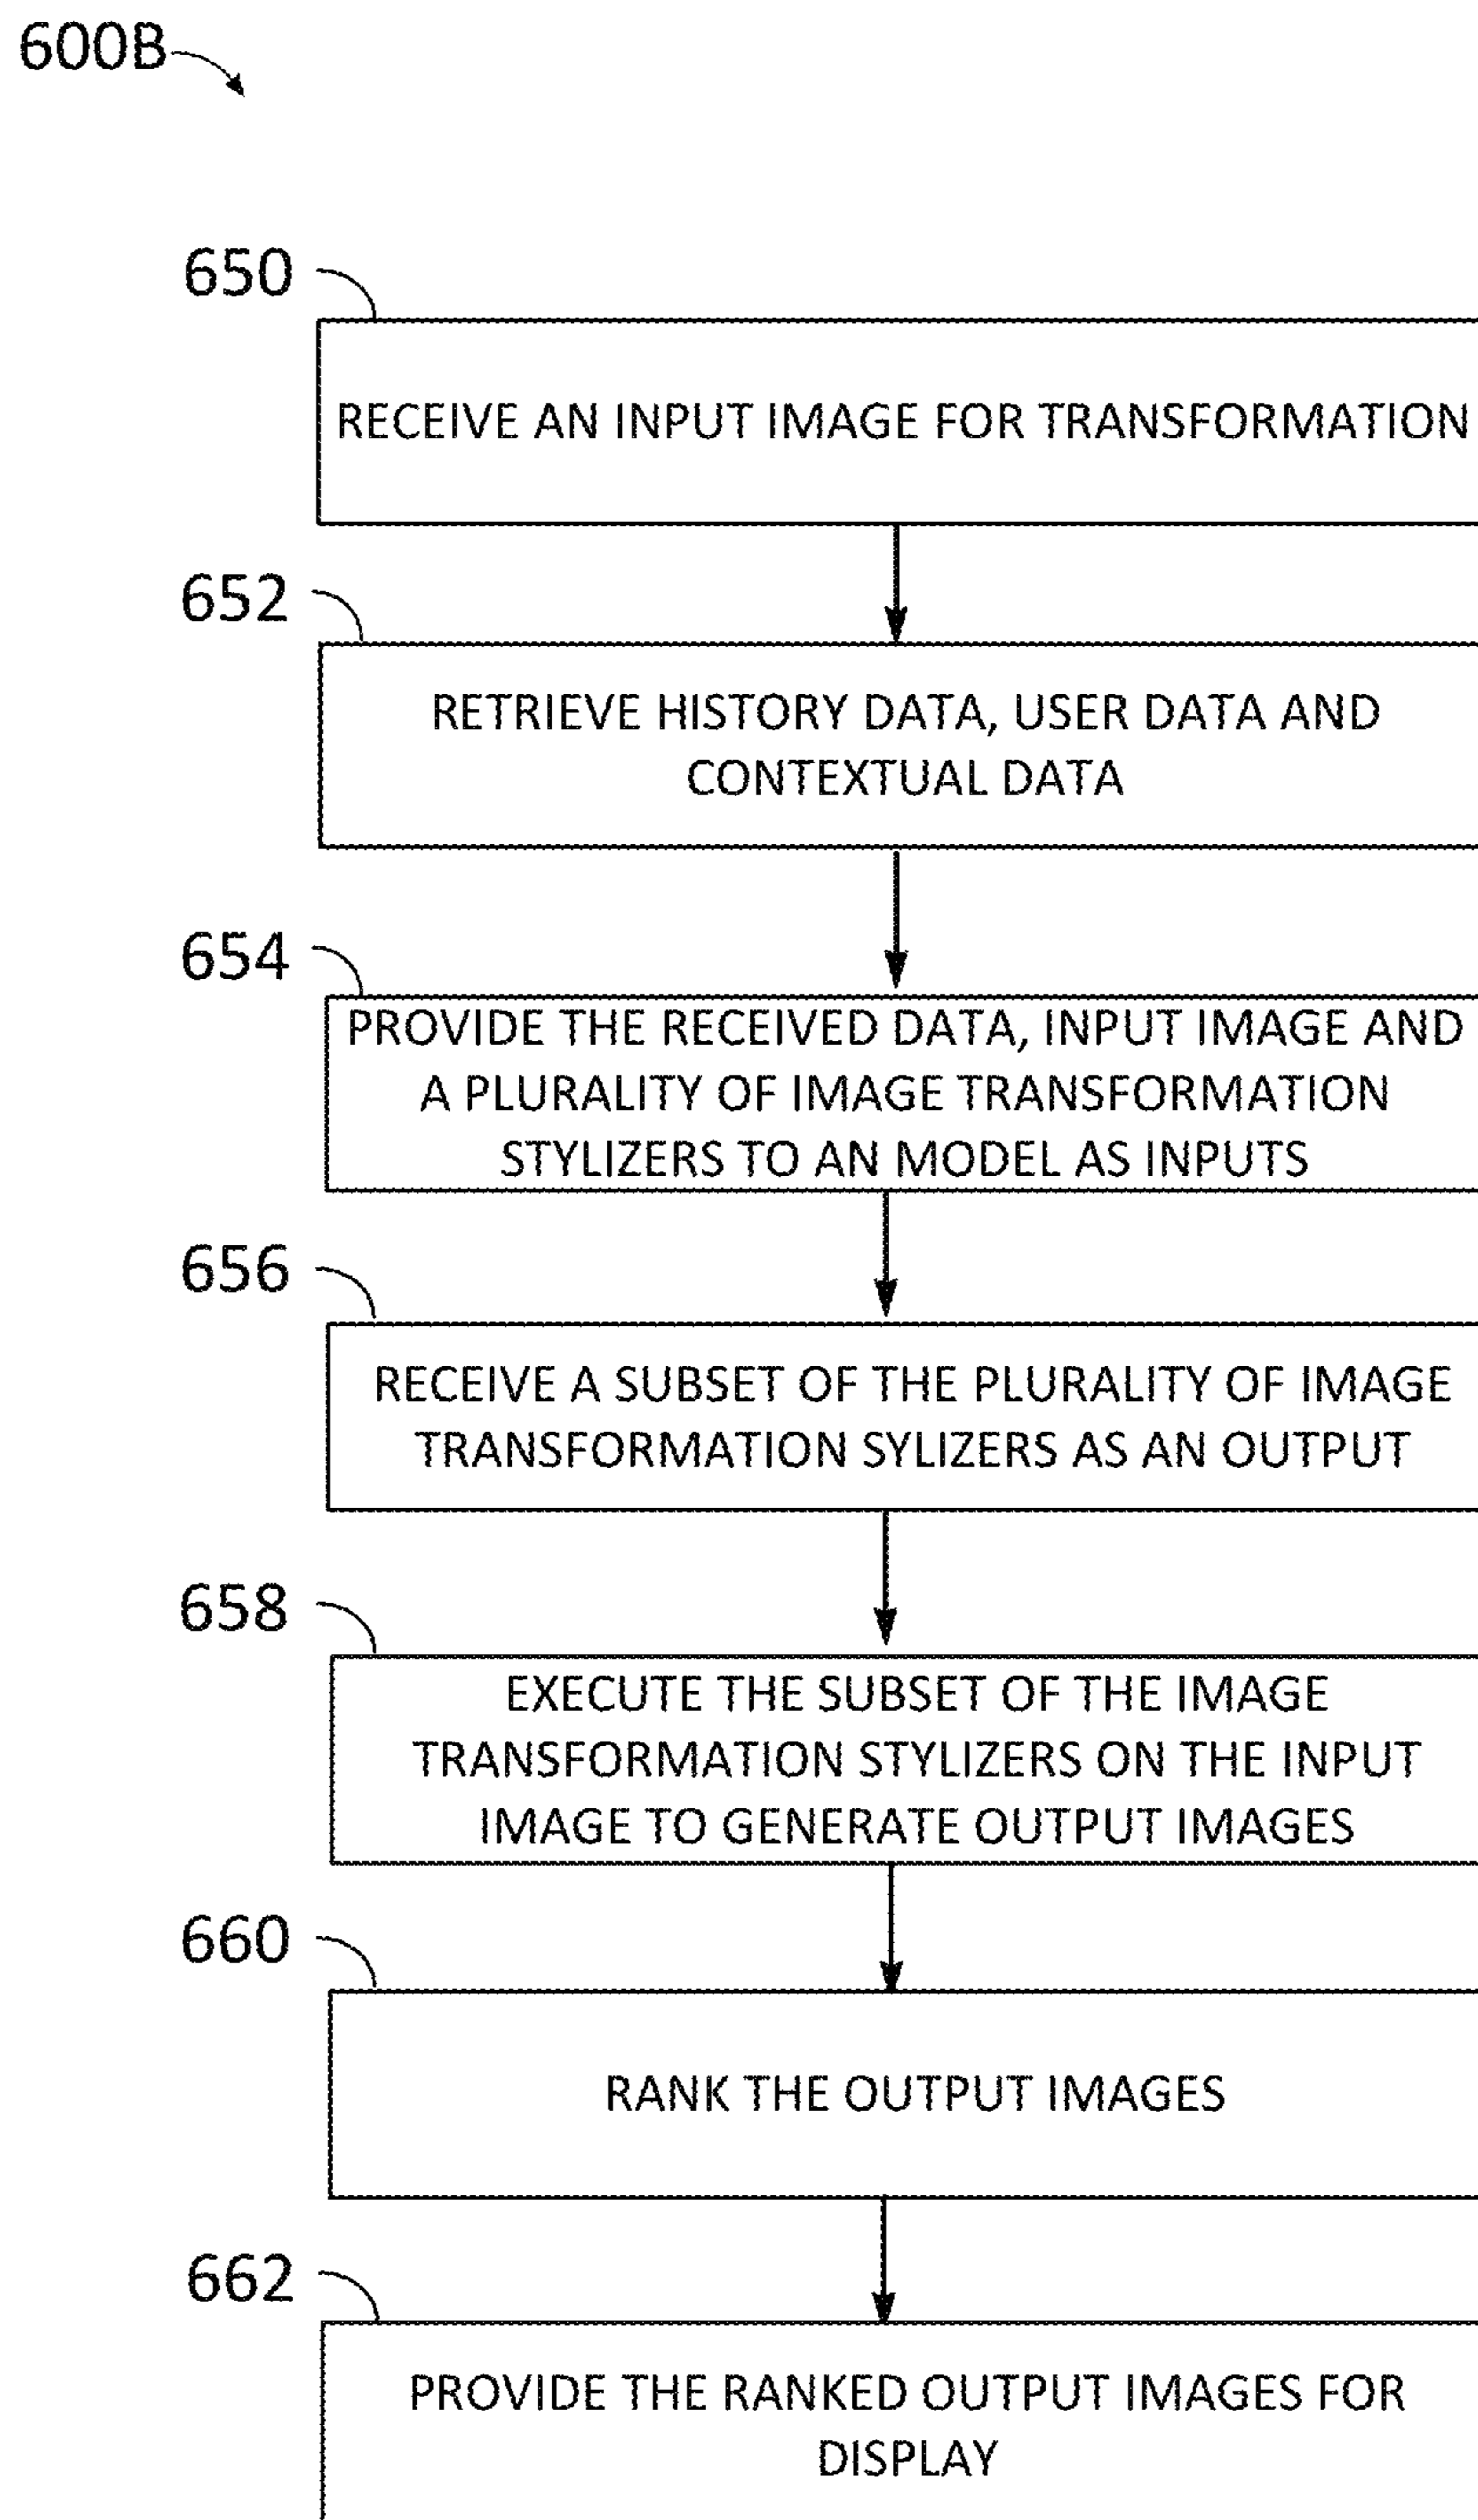 600B
650
RECEIVE AN INPUT IMAGE FOR TRANSFORMATION
652
RETRIEVE HISTORY DATA, USER DATA AND
CONTEXTUAL DATA
654
PROVIDE THE RECEIVED DATA, INPUT IMAGE AND
A PLURALITY OF IMAGE TRANSFORMATION
STYLIZERS TO AN MODEL AS INPUTS
656
RECEIVE A SUBSET OF THE PLURALITY OF IMAGE
TRANSFORMATION SYLIZERS AS AN OUTPUT
658
EXECUTE THE SUBSET OF THE IMAGE
TRANSFORMATION STYLIZERS ON THE INPUT
IMAGE TO GENERATE OUTPUT IMAGES
660
RANK THE OUTPUT IMAGES
662
PROVIDE THE RANKED OUTPUT IMAGES FOR
DISPLAY